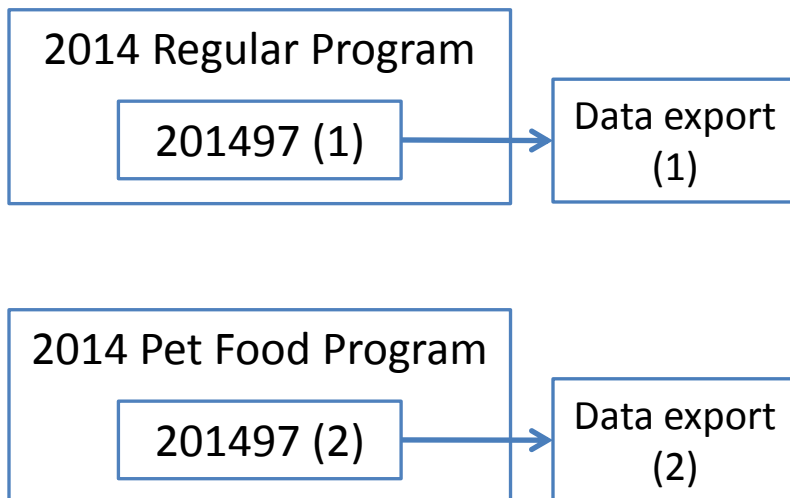 2014 Regular Program
201497 (1)
Data export
(1)
2014 Pet Food Program
201497 (2)
Data export
(2)